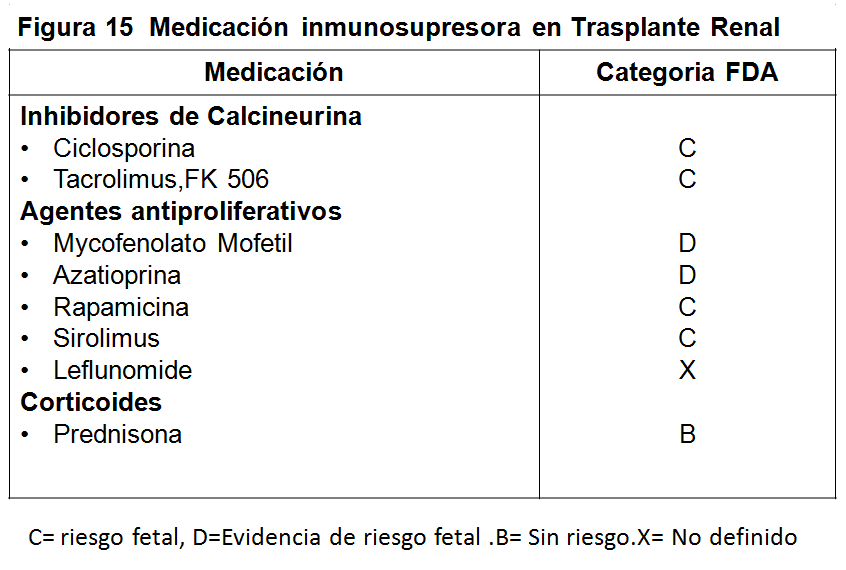 Figura 15 Medicación inmunosupresora en Trasplante Renal
Medicación Categoria FDA
Inhibidores de Calcineurina
• Ciclosporina C
• Tacrolimus,FK 506 C
Agentes antiproliferativos
• Mycofenolato Mofetil D
• Azatioprina D
• Rapamicina C
• Sirolimus C
• Leflunomide X
Corticoides
• Prednisona B
C= riesgo fetal, D=Evidencia de riesgo fetal .B= Sin riesgo.X= No definido